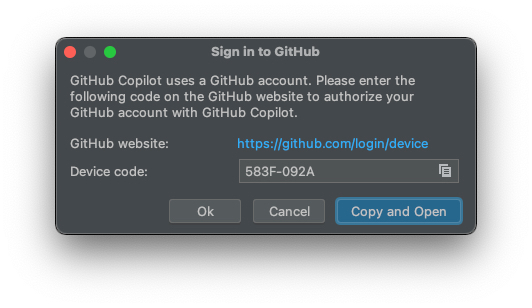 Sign in to GitHub
GitHub Copilot uses a GitHub account. Please enter the
following code on the GitHub website to authorize your
GitHub account with GitHub Copilot.
GitHub website: https://github.com/login/device
Device code: 583F-092A
Ok Cancel Copy and Open